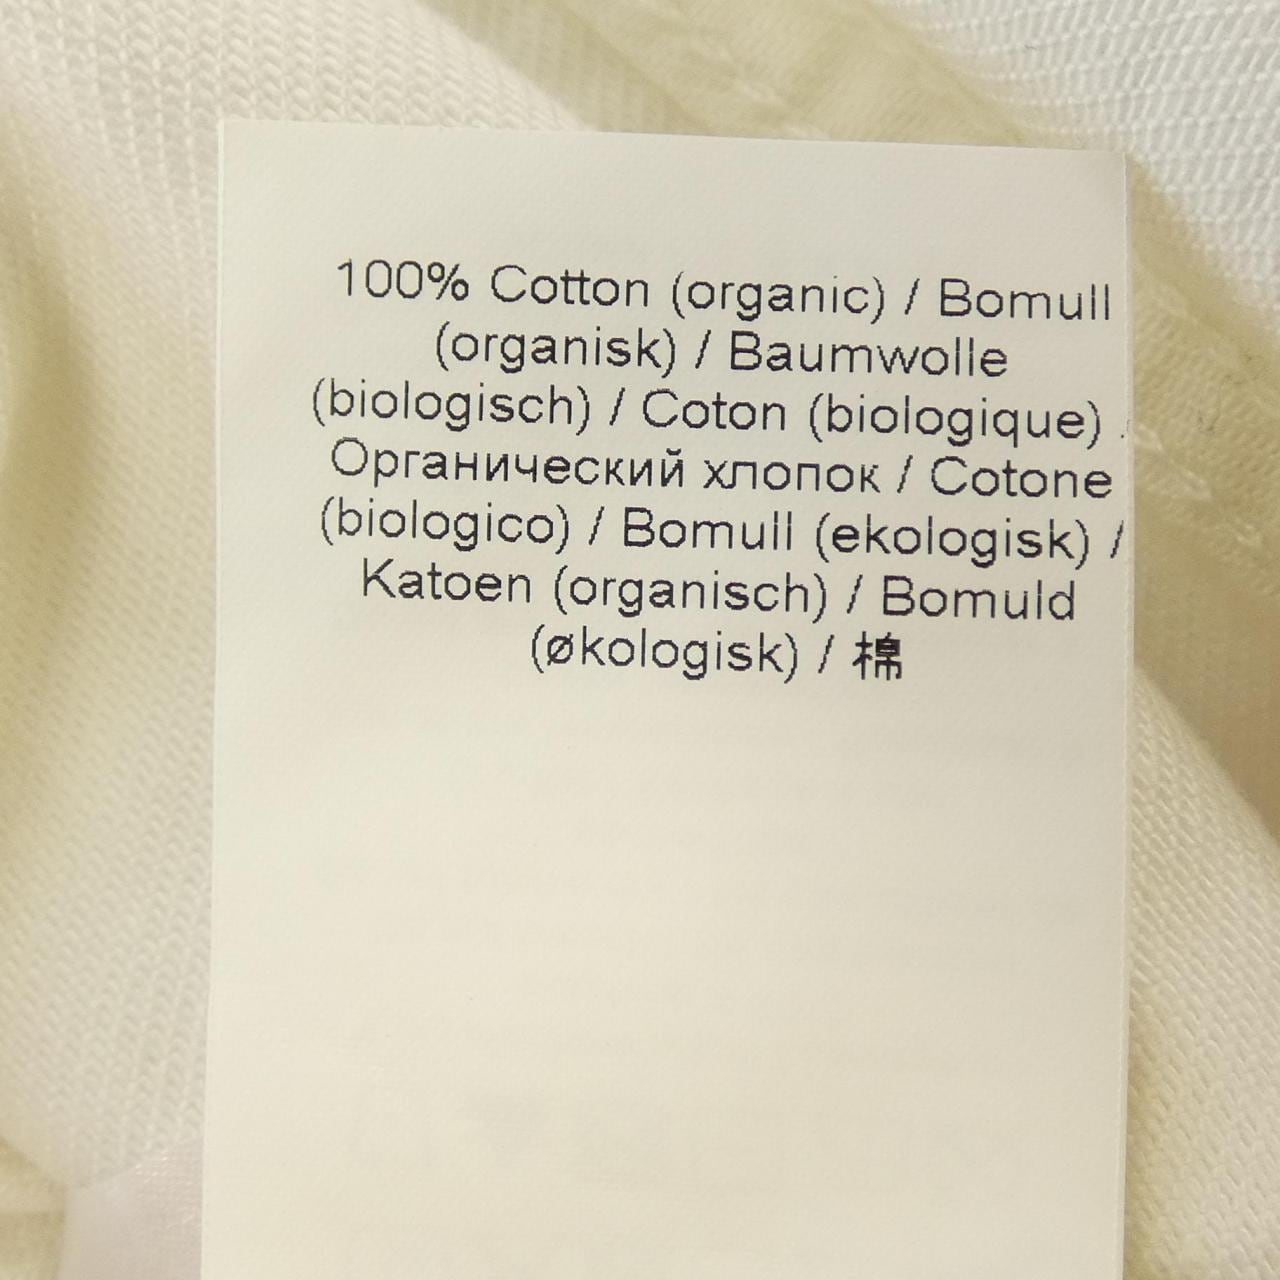 100% Cotton (organic) / Bomull
(organisk) / Baumwolle
(biologisch) / Coton (biologique)
Органический хлопок / Cotone
(biologico) / Bomull (ekologisk) /
Katoen (organisch) / Bomuld
(økologisk) / 棉